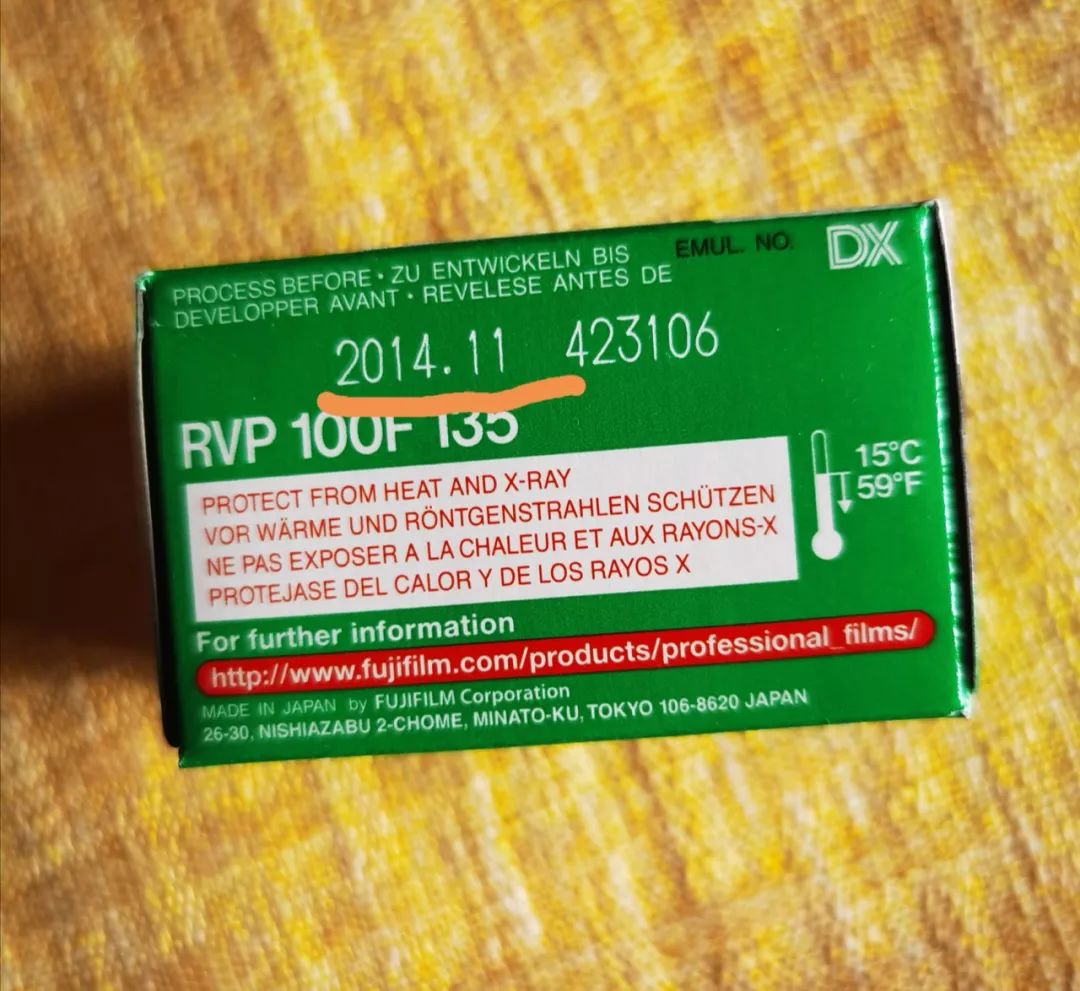 PROCESS BEFORE · ZU ENTWICKELN BIS
DEVELOPPER AVANT · REVELESE ANTES DE
EMUL. NO.
DX
2014.11 423106
RVP 100F 135
PROTECT FROM HEAT AND X-RAY
VOR WÄRME UND RÖNTGENSTRAHLEN SCHÜTZEN
NE PAS EXPOSER A LA CHALEUR ET AUX RAYONS-X
PROTEJASE DEL CALOR Y DE LOS RAYOS X
15°C
59°F
For further information
http://www.fujifilm.com/products/professional_films/
MADE IN JAPAN by FUJIFILM Corporation
26-30, NISHIAZABU 2-CHOME, MINATO-KU, TOKYO 106-8620 JAPAN